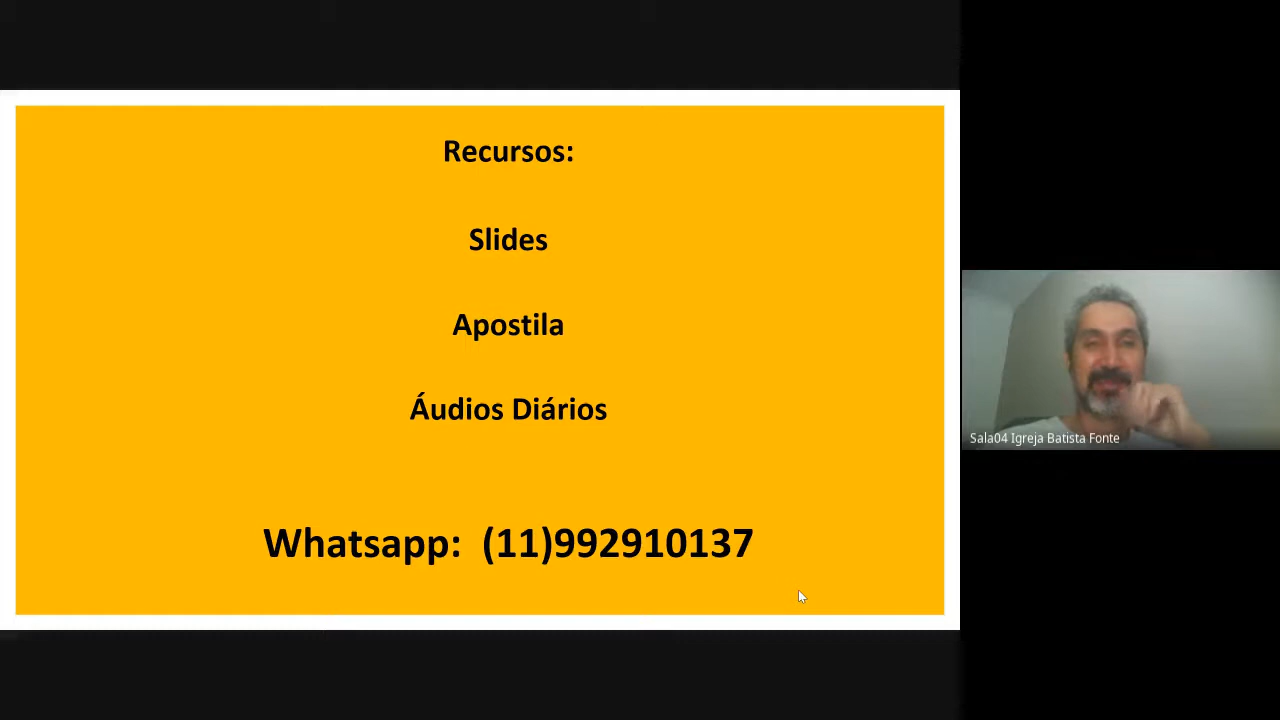 Recursos:
Slides
Apostila
Áudios Diários
Whatsapp: (11)992910137
Sala04 Igreja Batista Fonte